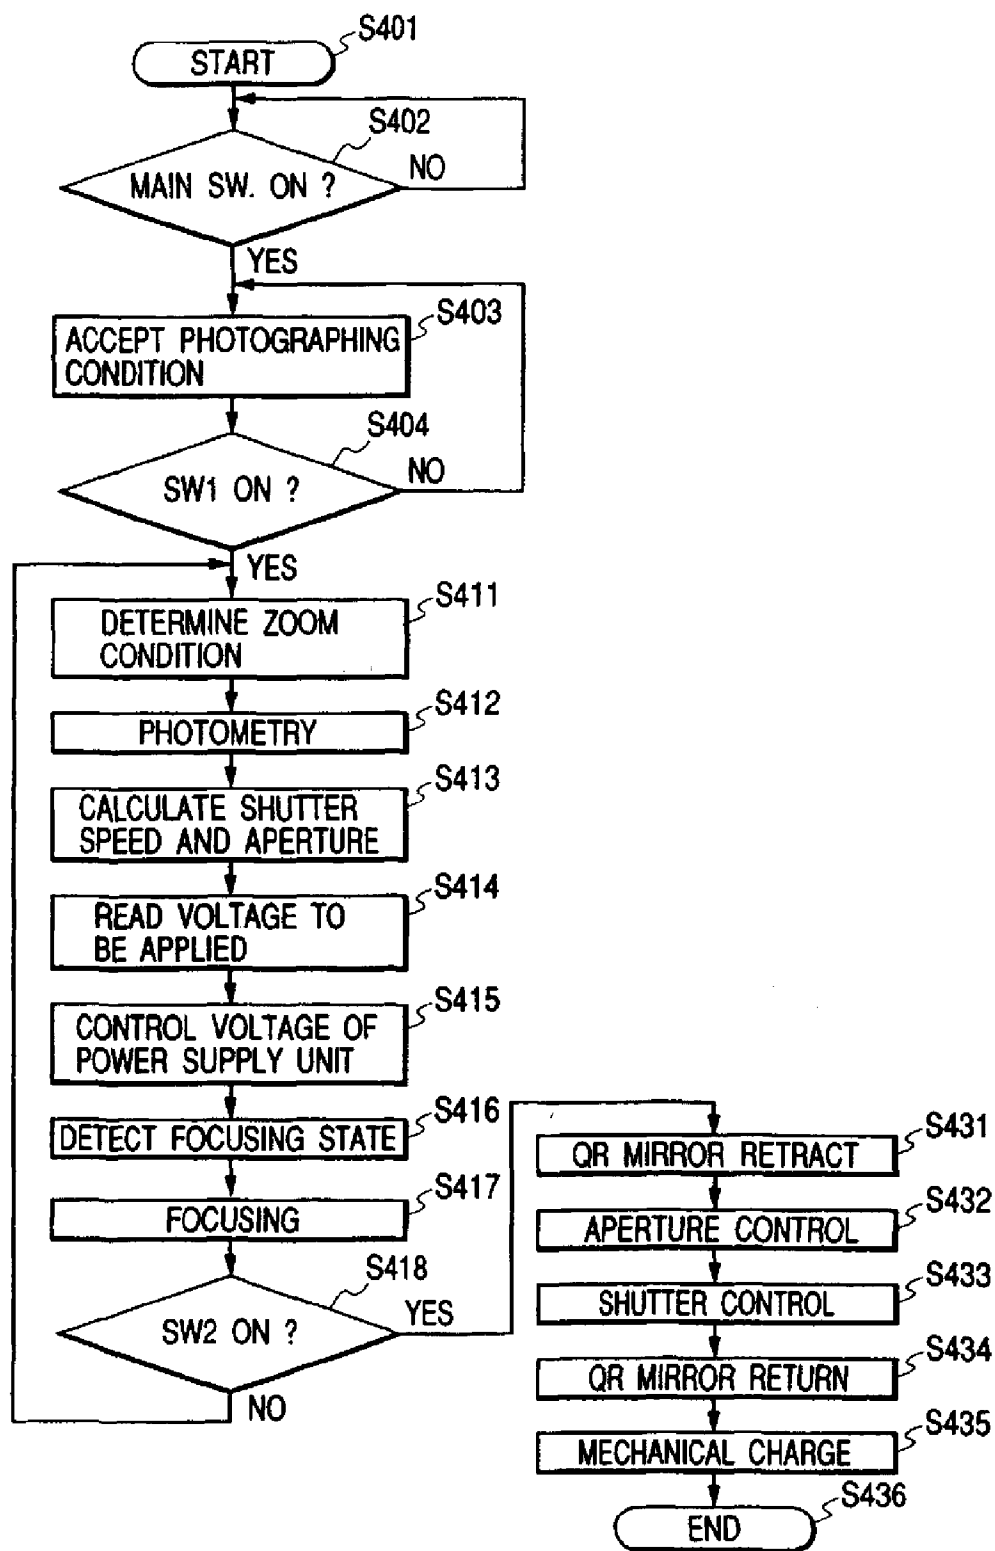 S401
START
S402
MAIN SW. ON ?
NO
YES
S403
ACCEPT PHOTOGRAPHING
CONDITION
S404
SW1 ON ?
NO
YES
S411
DETERMINE ZOOM
CONDITION
S412
PHOTOMETRY
S413
CALCULATE SHUTTER
SPEED AND APERTURE
S414
READ VOLTAGE TO
BE APPLIED
S415
CONTROL VOLTAGE OF
POWER SUPPLY UNIT
S416
DETECT FOCUSING STATE
S417
FOCUSING
S418
SW2 ON ?
YES
NO
S431
QR MIRROR RETRACT
S432
APERTURE CONTROL
S433
SHUTTER CONTROL
S434
QR MIRROR RETURN
S435
MECHANICAL CHARGE
S436
END